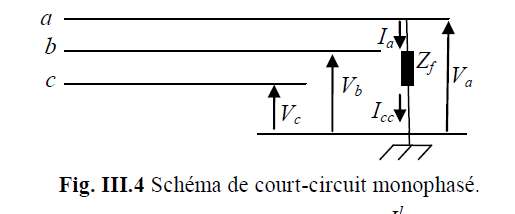 a
I_a
b
Z_f
V_a
c
V_b
V_c
I_cc
Fig. III.4 Schéma de court-circuit monophasé.